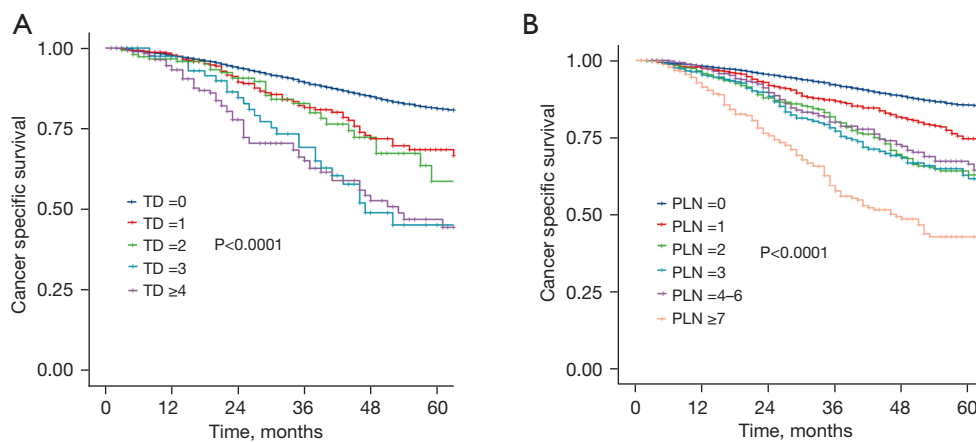 A
Cancer specific survival
1.00
0.75
0.50
0.25
0.00
TD =0
TD =1
TD =2
TD =3
TD ≥4
P<0.0001
0 12 24 36 48 60
Time, months
B
Cancer specific survival
1.00
0.75
0.50
0.25
0.00
PLN =0
PLN =1
PLN =2
PLN =3
PLN =4–6
PLN ≥7
P<0.0001
0 12 24 36 48 60
Time, months